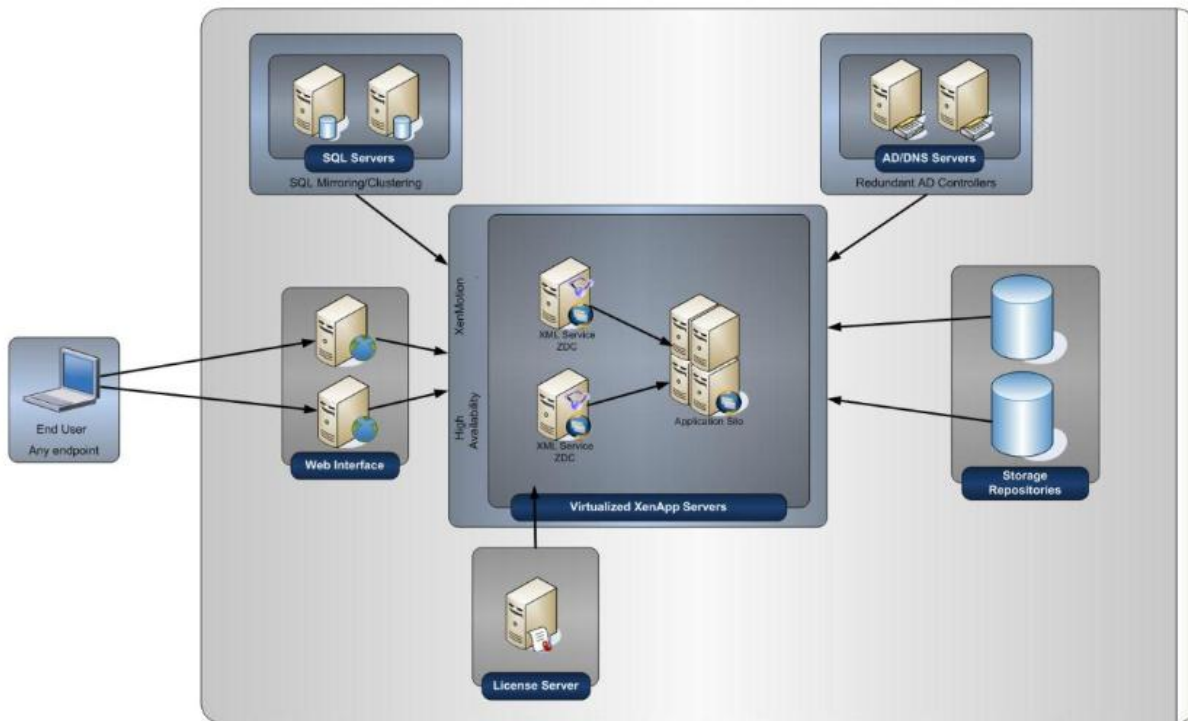 SQL Servers
SQL Mirroring/Clustering
AD/DNS Servers
Redundant AD Controllers
XenMotion
High
Availability
XML Service
ZDC
XML Service
ZDC
Application Silo
Virtualized XenApp Servers
End User
Any endpoint
Web Interface
Storage
Repositories
License Server